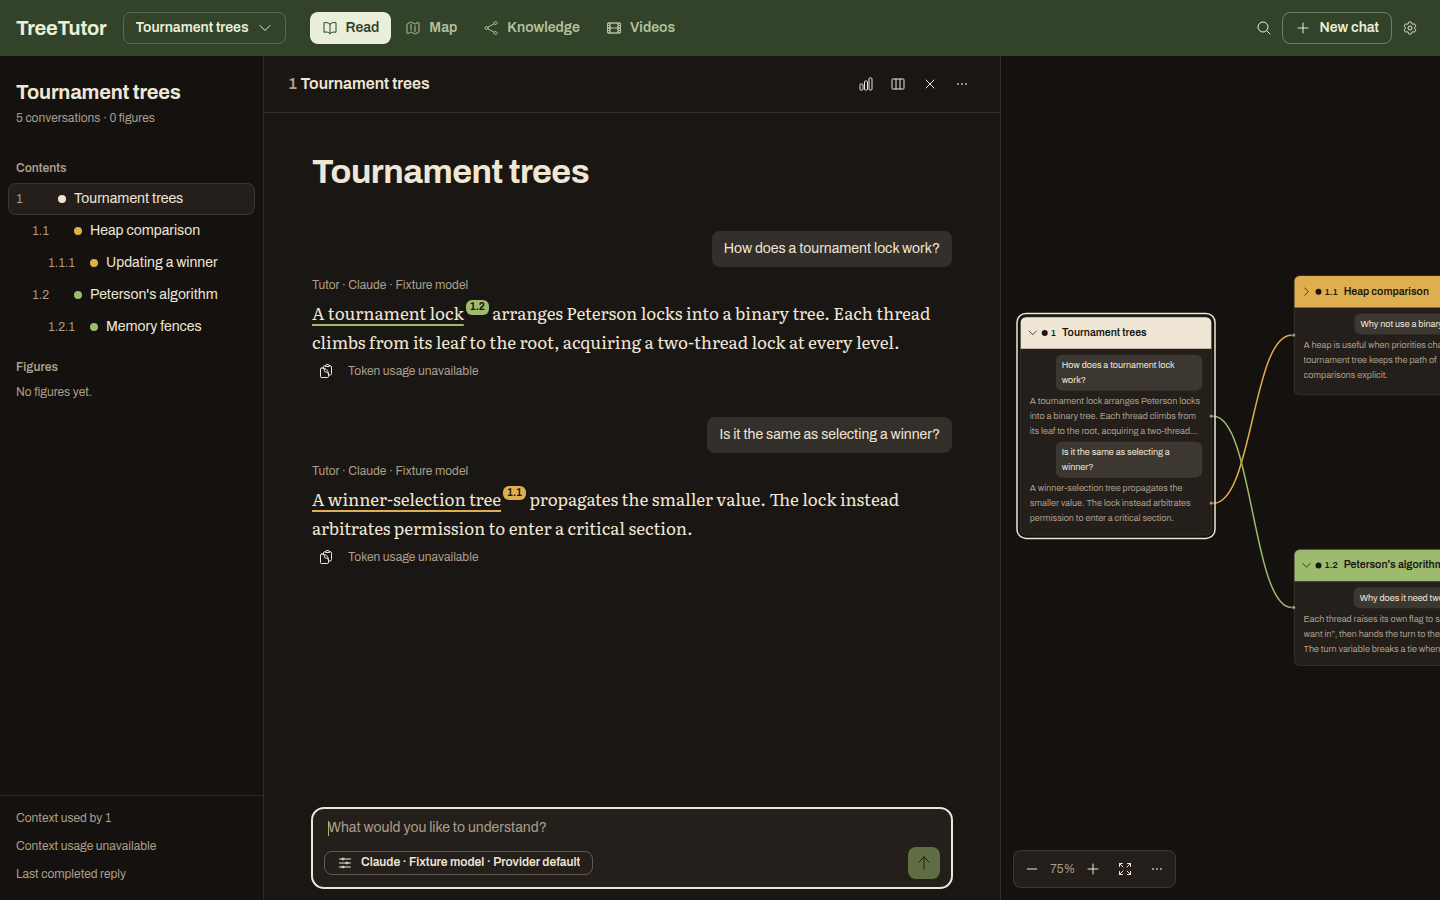 TreeTutor
Tournament trees
Read
Map
Knowledge
Videos
New chat
Tournament trees
5 conversations · 0 figures
Contents
1 Tournament trees
1.1 Heap comparison
1.1.1 Updating a winner
1.2 Peterson's algorithm
1.2.1 Memory fences
Figures
No figures yet.
Context used by 1
Context usage unavailable
Last completed reply
1 Tournament trees
Tournament trees
How does a tournament lock work?
Tutor · Claude · Fixture model
A tournament lock 1.2 arranges Peterson locks into a binary tree. Each thread
climbs from its leaf to the root, acquiring a two-thread lock at every level.
Token usage unavailable
Is it the same as selecting a winner?
Tutor · Claude · Fixture model
A winner-selection tree 1.1 propagates the smaller value. The lock instead
arbitrates permission to enter a critical section.
Token usage unavailable
What would you like to understand?
Claude · Fixture model · Provider default
1 Tournament trees
How does a tournament lock
work?
A tournament lock arranges Peterson locks
into a binary tree. Each thread climbs from
its leaf to the root, acquiring a two-thread...
Is it the same as selecting a
winner?
A winner-selection tree propagates the
smaller value. The lock instead arbitrates
permission to enter a critical section.
1.1 Heap comparison
Why not use a binary
A heap is useful when priorities cha
tournament tree keeps the path of
comparisons explicit.
1.2 Peterson's algorithm
Why does it need two
Each thread raises its own flag to s
want in", then hands the turn to the
The turn variable breaks a tie when
75%